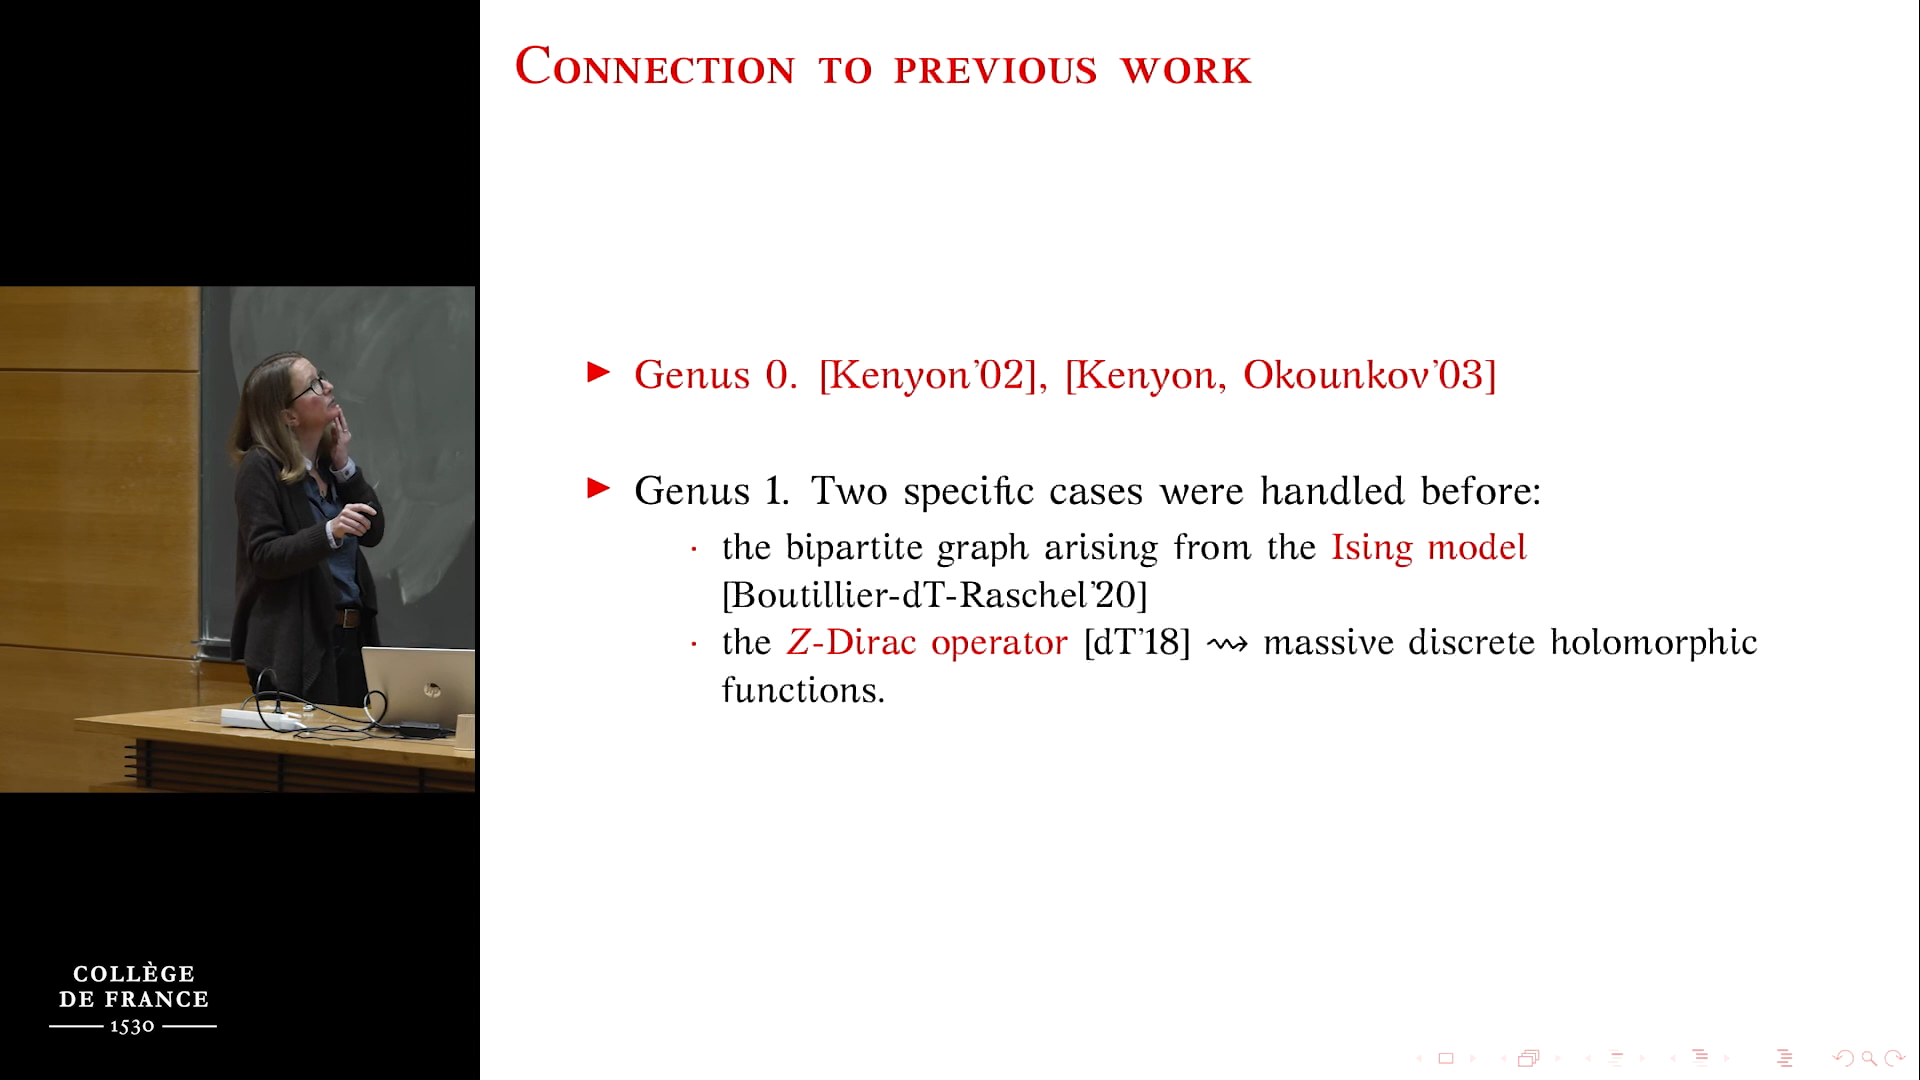 CONNECTION TO PREVIOUS WORK
▶ Genus 0. [Kenyon’02], [Kenyon, Okounkov’03]
▶ Genus 1. Two specific cases were handled before:
· the bipartite graph arising from the Ising model
[Boutillier-dT-Raschel’20]
· the Z-Dirac operator [dT’18] ⇝ massive discrete holomorphic
functions.
COLLÈGE
DE FRANCE
1530